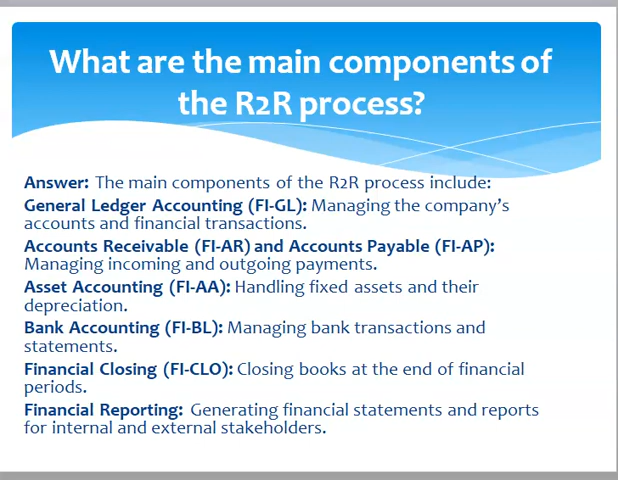 What are the main components of
the R2R process?
Answer: The main components of the R2R process include:
General Ledger Accounting (FI-GL): Managing the company's
accounts and financial transactions.
Accounts Receivable (FI-AR) and Accounts Payable (FI-AP):
Managing incoming and outgoing payments.
Asset Accounting (FI-AA): Handling fixed assets and their
depreciation.
Bank Accounting (FI-BL): Managing bank transactions and
statements.
Financial Closing (FI-CLO): Closing books at the end of financial
periods.
Financial Reporting: Generating financial statements and reports
for internal and external stakeholders.